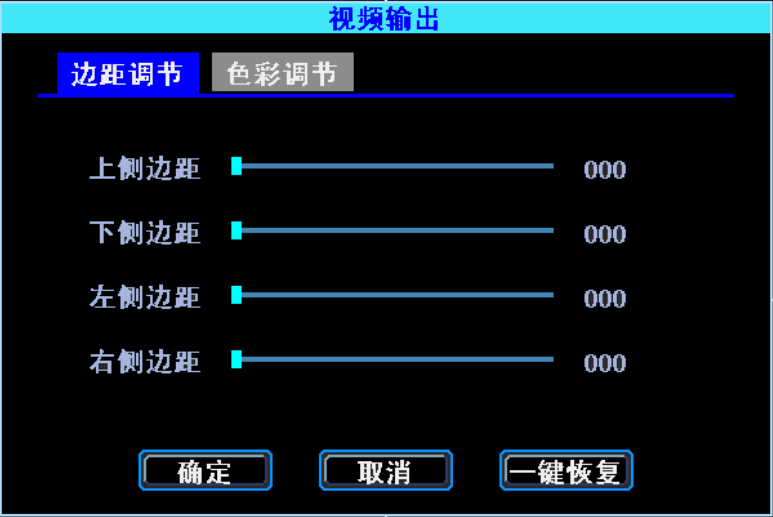 视频输出
边距调节 色彩调节
上侧边距 000
下侧边距 000
左侧边距 000
右侧边距 000
确定 取消 一键恢复